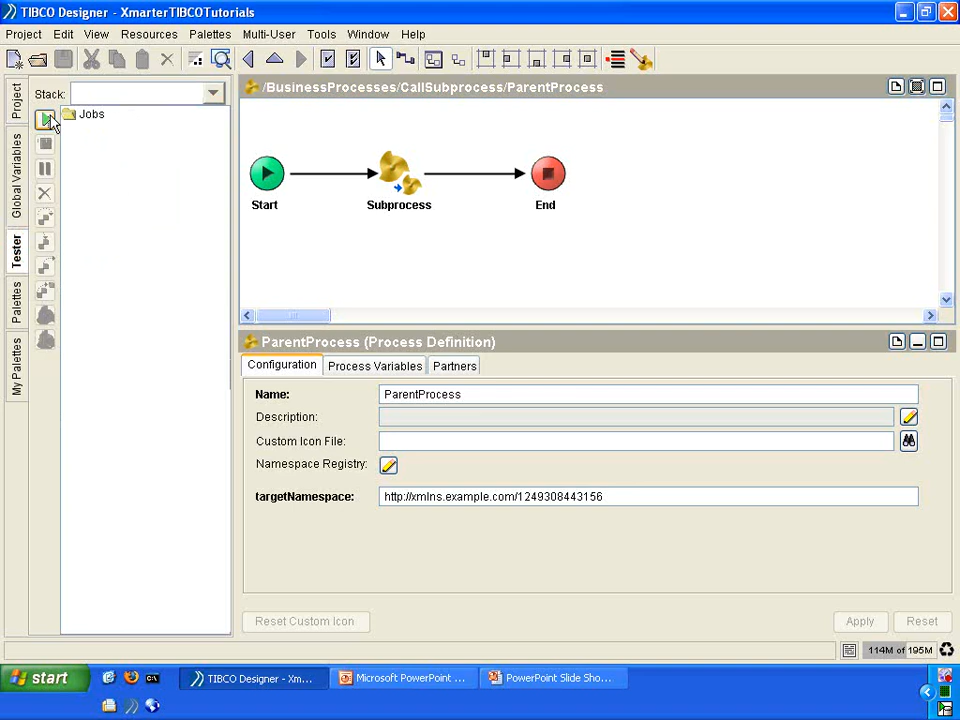 TIBCO Designer - XmarterTIBCOTutorials
Project Edit View Resources Palettes Multi-User Tools Window Help
Stack:
Jobs
Project
Global Variables
Tester
Palettes
My Palettes
/BusinessProcesses/CallSubprocess/ParentProcess
Start Subprocess End
ParentProcess (Process Definition)
Configuration Process Variables Partners
Name: ParentProcess
Description:
Custom Icon File:
Namespace Registry:
targetNamespace: http://xmlns.example.com/1249308443156
Reset Custom Icon Apply Reset
114M of 195M
start TIBCO Designer - Xm... Microsoft PowerPoint ... PowerPoint Slide Sho...